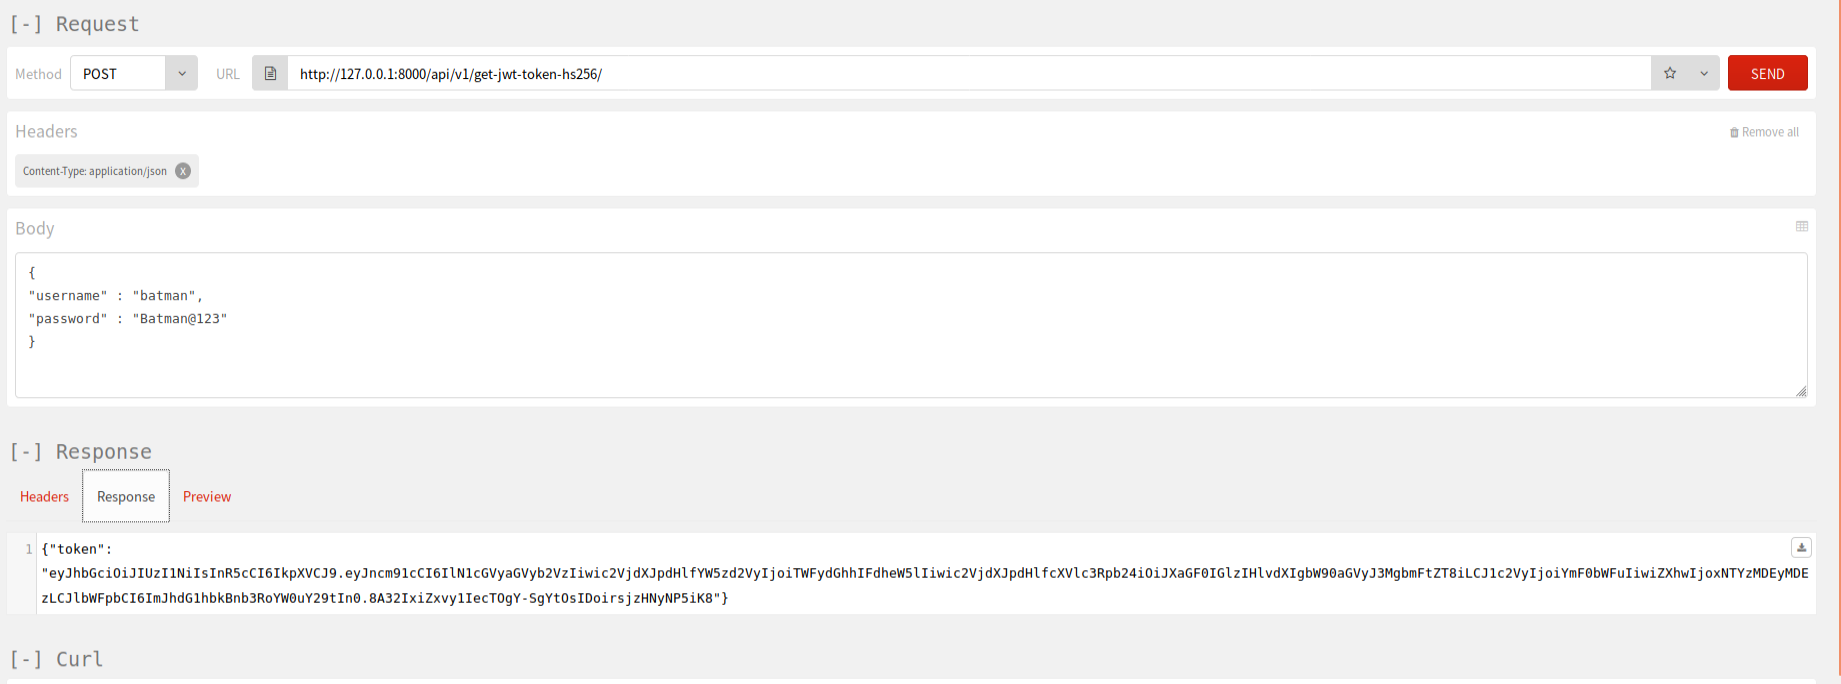 [-] Request
Method POST URL http://127.0.0.1:8000/api/v1/get-jwt-token-hs256/ SEND
Headers Remove all
Content-Type: application/json x
Body
{
"username" : "batman",
"password" : "Batman@123"
}
[-] Response
Headers Response Preview
1 {"token":
"eyJhbGciOiJIUzI1NiIsInR5cCI6IkpXVCJ9.eyJncm91cCI6IlN1cGVyaGVyb2VzIiwic2VjdXJpdHlfYW5zd2VyIjoiTWFydGhhIFdheW5lIiwic2VjdXJpdHlfcXVlc3Rpb24iOiJXaGF0IGlzIHlvdXIgbW90aGVyJ3MgbmFtZT8iLCJ1c2VyIjoiYmF0bWFuIiwiZXhwIjoxNTYzMDEyMDE
zLCJlbWFpbCI6ImJhdG1hbkBnb3RoYW0uY29tIn0.8A32IxiZxvy1IecTOgY-SgYtOsIDoirsjzHNyNP5iK8"}
[-] Curl